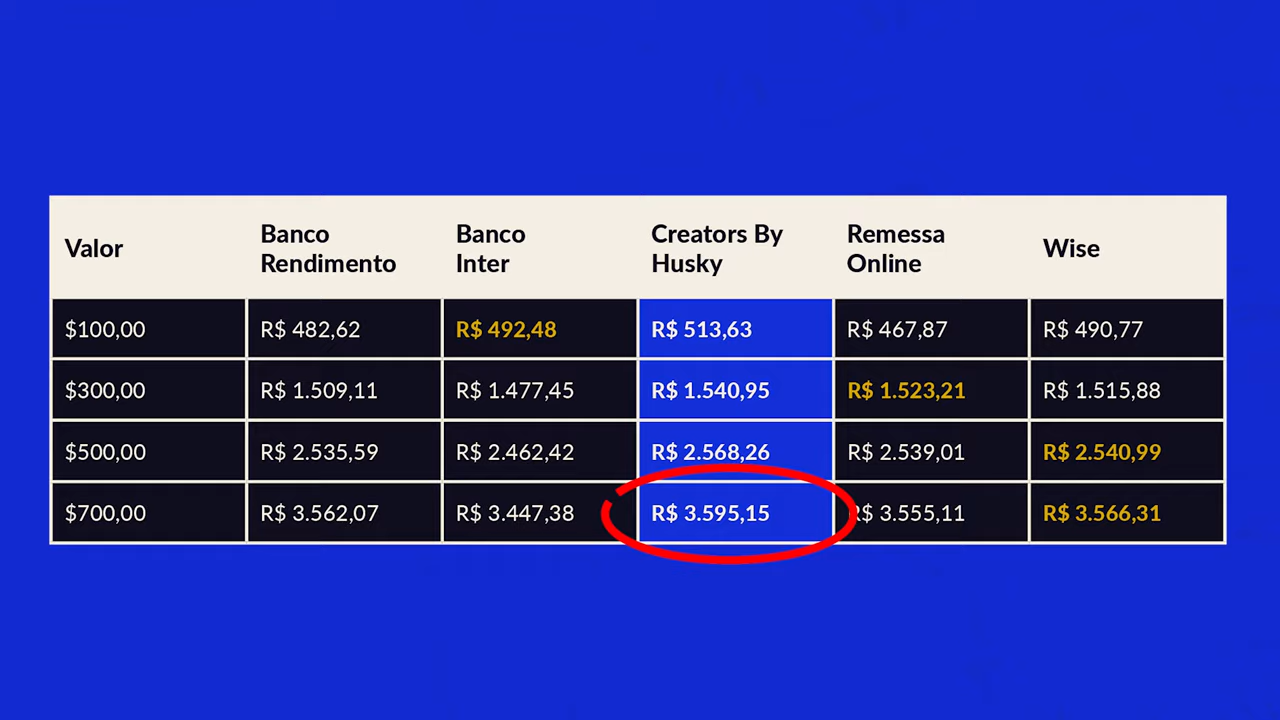 Valor
Banco
Rendimento
Banco
Inter
Creators By
Husky
Remessa
Online
Wise
$100,00 R$ 482,62 R$ 492,48 R$ 513,63 R$ 467,87 R$ 490,77
$300,00 R$ 1.509,11 R$ 1.477,45 R$ 1.540,95 R$ 1.523,21 R$ 1.515,88
$500,00 R$ 2.535,59 R$ 2.462,42 R$ 2.568,26 R$ 2.539,01 R$ 2.540,99
$700,00 R$ 3.562,07 R$ 3.447,38 R$ 3.595,15 R$ 3.555,11 R$ 3.566,31